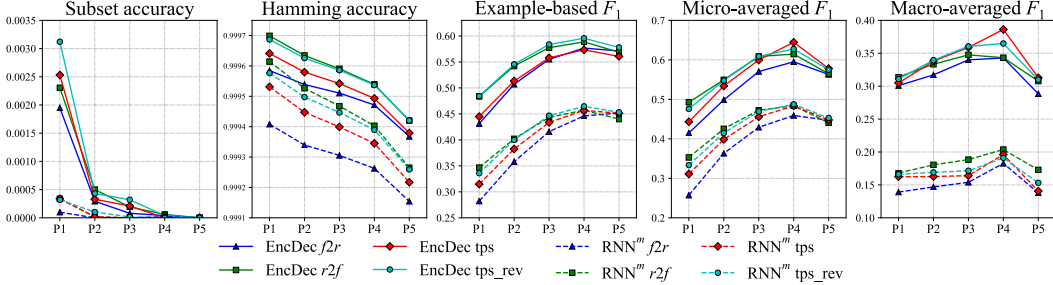 Subset accuracy
Hamming accuracy
Example-based F1
Micro-averaged F1
Macro-averaged F1
0.0035
0.0030
0.0025
0.0020
0.0015
0.0010
0.0005
0.0000
P1 P2 P3 P4 P5
0.9997
0.9996
0.9995
0.9994
0.9993
0.9992
0.9991
P1 P2 P3 P4 P5
0.60
0.55
0.50
0.45
0.40
0.35
0.30
0.25
P1 P2 P3 P4 P5
0.7
0.6
0.5
0.4
0.3
0.2
P1 P2 P3 P4 P5
0.40
0.35
0.30
0.25
0.20
0.15
0.10
P1 P2 P3 P4 P5
EncDec f2r
EncDec tps
RNN^m f2r
RNN^m tps
EncDec r2f
EncDec tps_rev
RNN^m r2f
RNN^m tps_rev